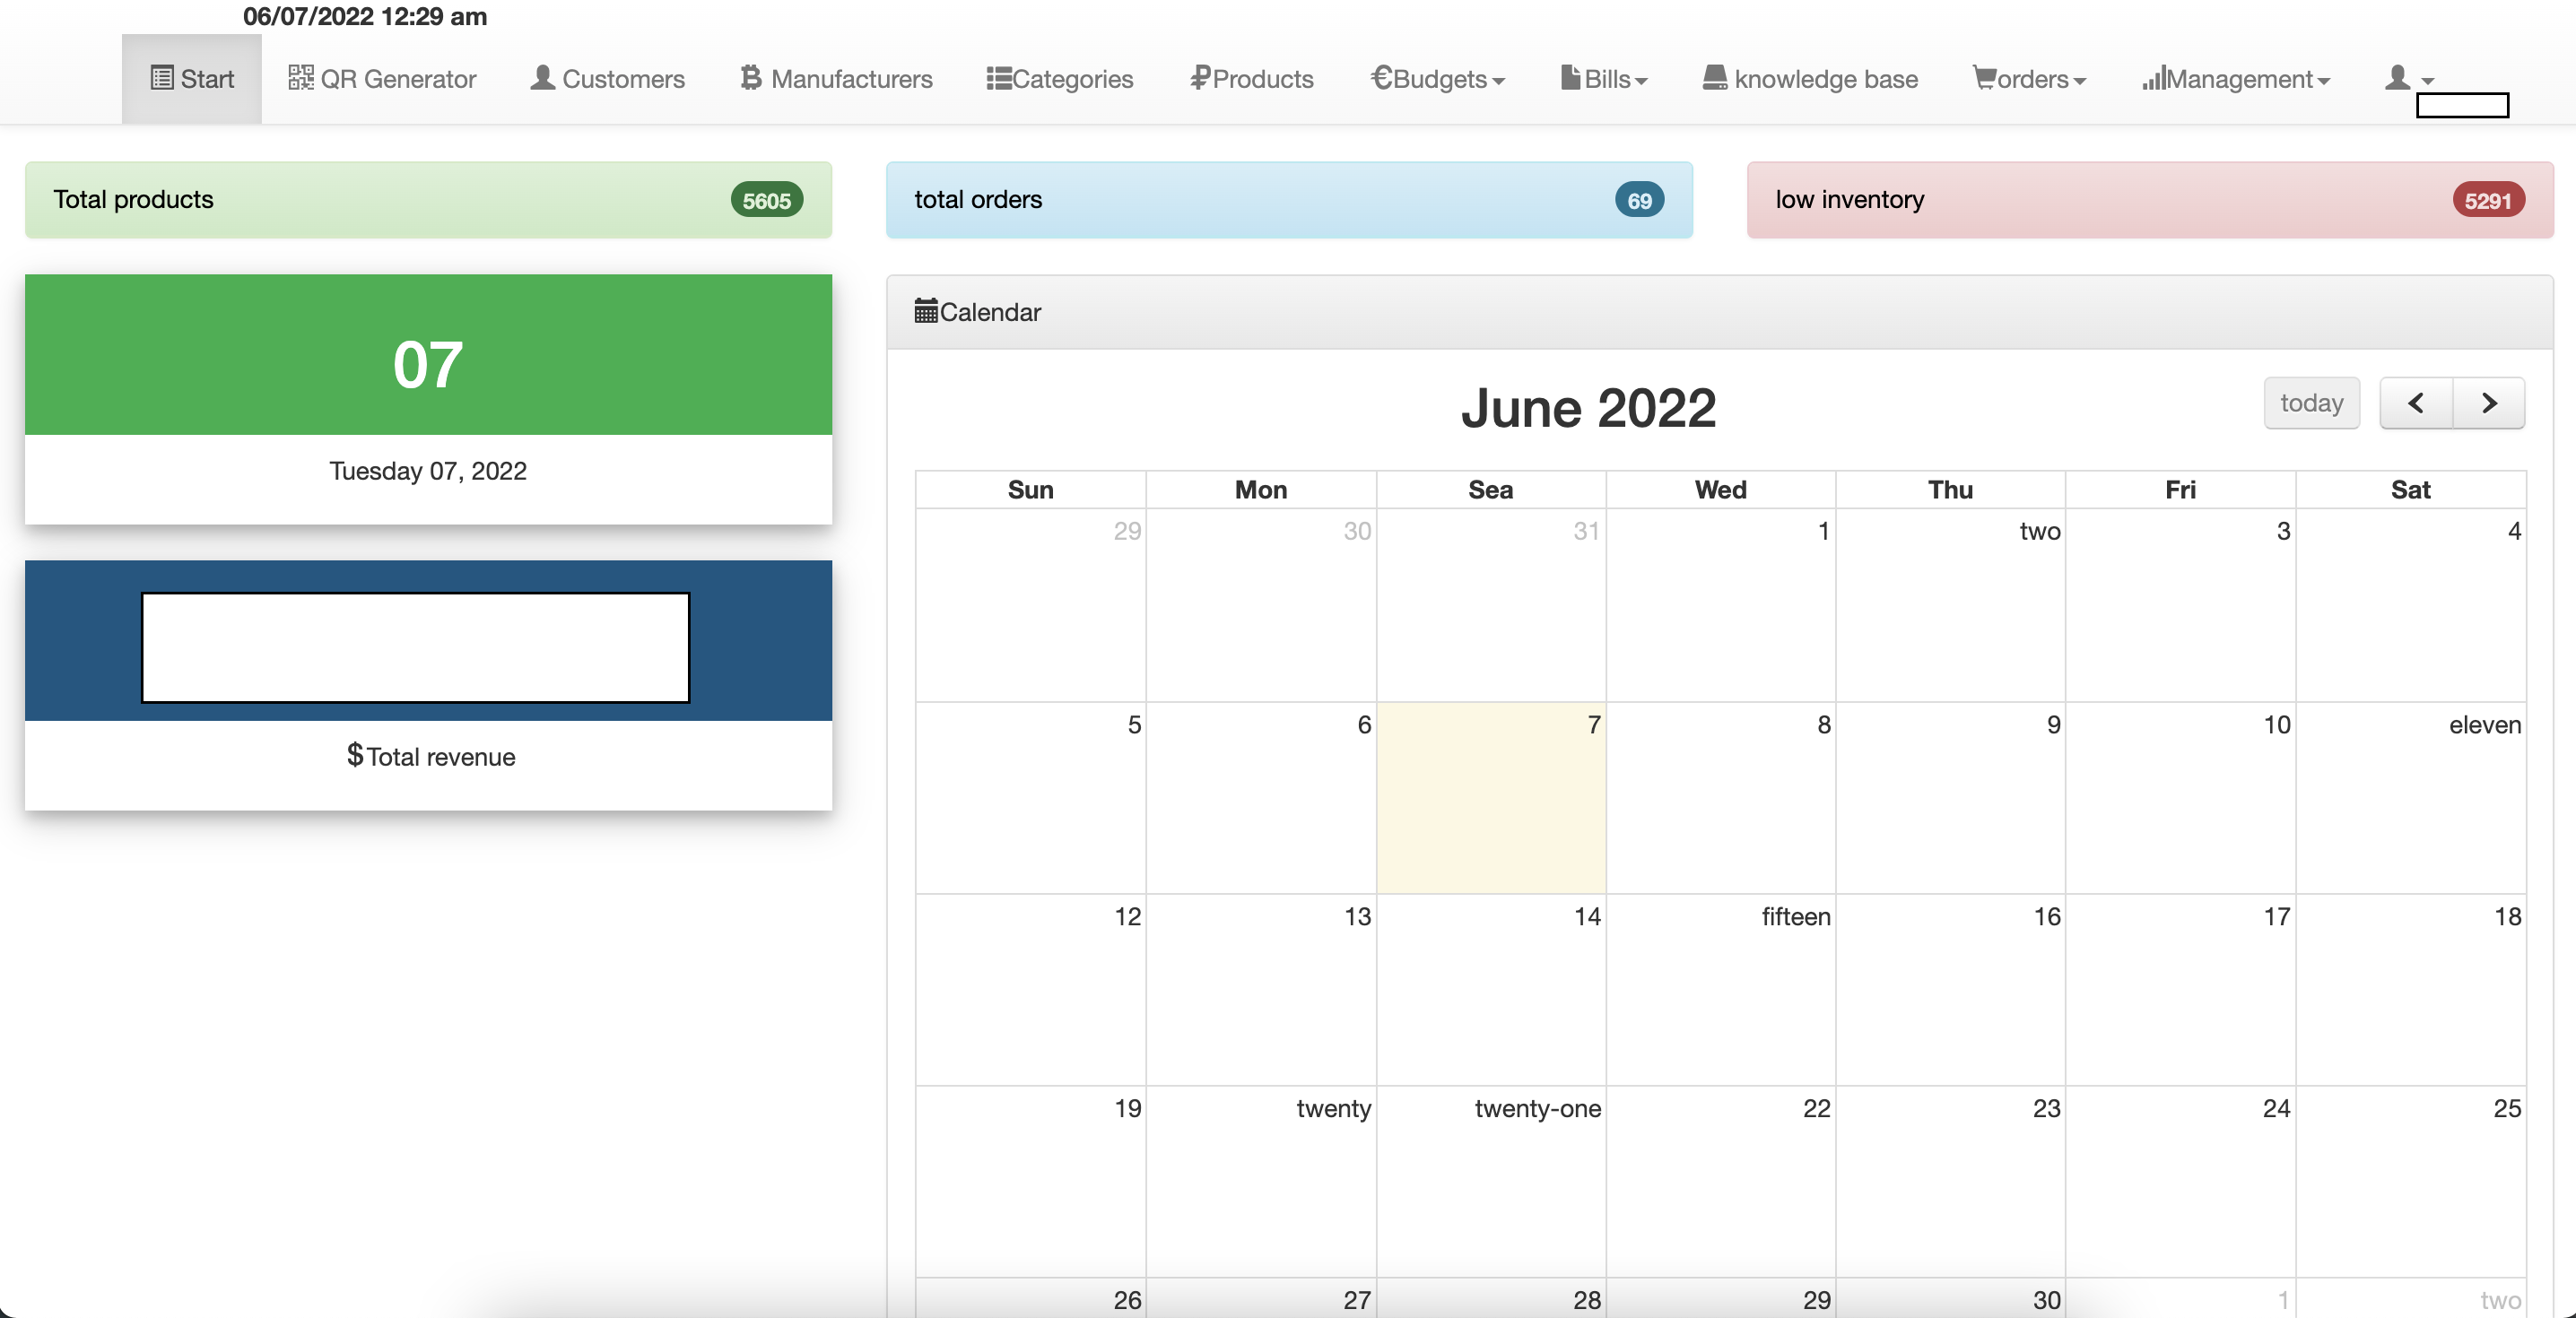 06/07/2022 12:29 am
Start QR Generator Customers Manufacturers Categories Products €Budgets Bills knowledge base orders Management
Total products 5605
total orders 69
low inventory 5291
07
Tuesday 07, 2022
$Total revenue
Calendar
June 2022
today
Sun Mon Sea Wed Thu Fri Sat
29 30 31 1 two 3 4
5 6 7 8 9 10 eleven
12 13 14 fifteen 16 17 18
19 twenty twenty-one 22 23 24 25
26 27 28 29 30 1 two